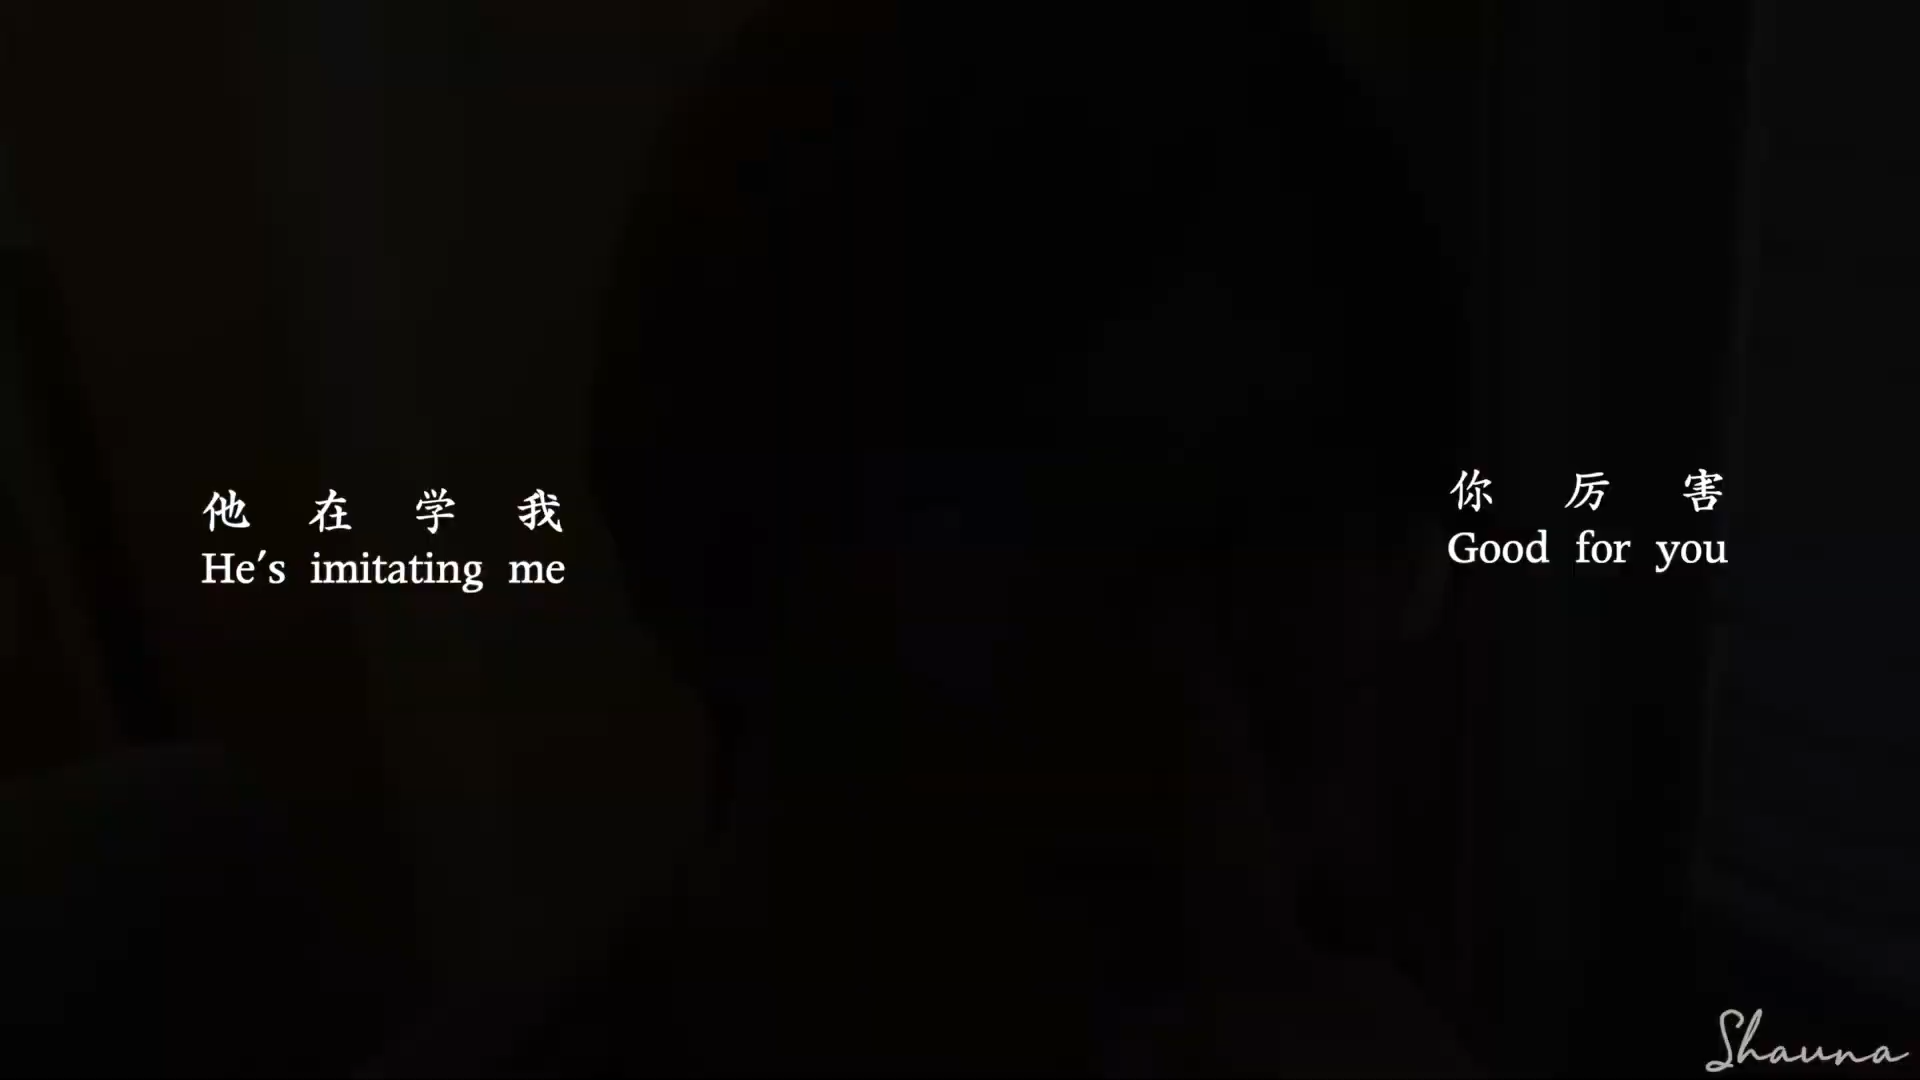 他在学我
He's imitating me
你厉害
Good for you
Shauna